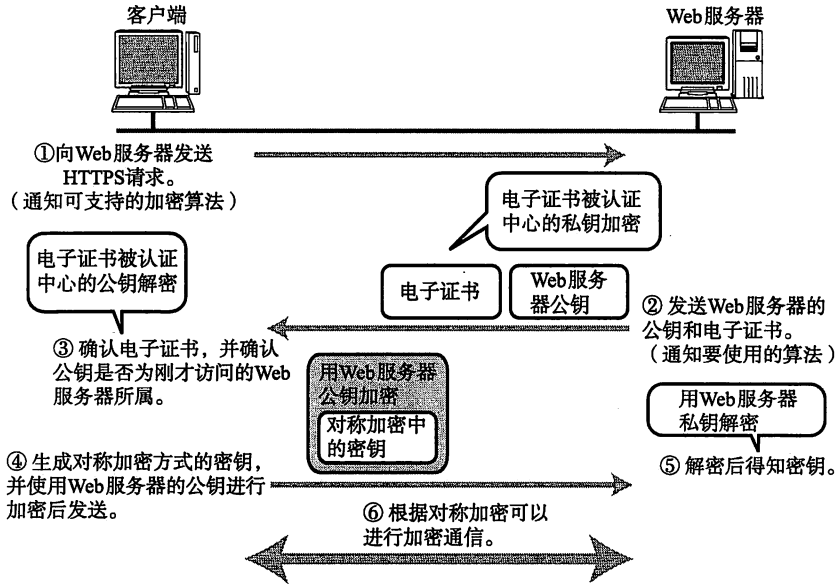 客户端
Web服务器
①向Web服务器发送
HTTPS请求。
（通知可支持的加密算法）
电子证书被认证
中心的私钥加密
电子证书被认证
中心的公钥解密
电子证书
Web服务
器公钥
② 发送Web服务器的
公钥和电子证书。
（通知要使用的算法）
③ 确认电子证书，并确认
公钥是否为刚才访问的Web
服务器所属。
用Web服务器
公钥加密
对称加密中
的密钥
用Web服务器
私钥解密
④ 生成对称加密方式的密钥，
并使用Web服务器的公钥进行
加密后发送。
⑤ 解密后得知密钥。
⑥ 根据对称加密可以
进行加密通信。